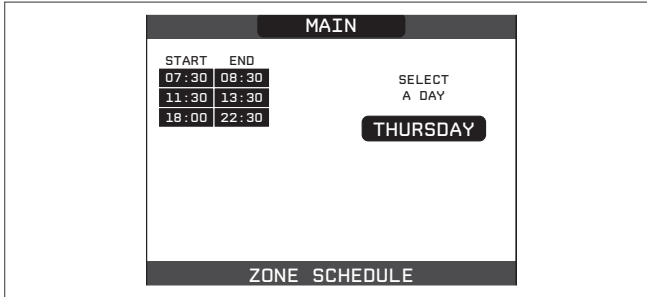 MAIN
START END
07:30 08:30
11:30 13:30
18:00 22:30
SELECT
A DAY
THURSDAY
ZONE SCHEDULE